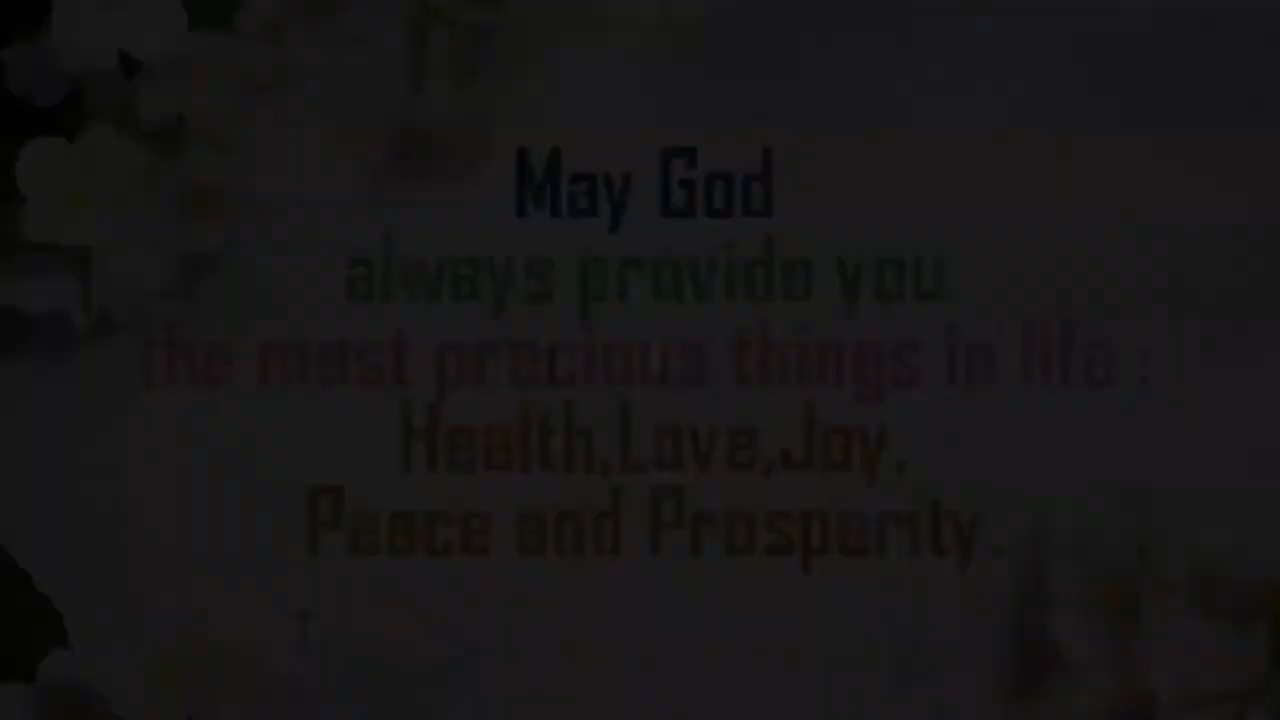 May God
always provide you
the most precious things in life :
Health,Love,Joy,
Peace and Prosperity.